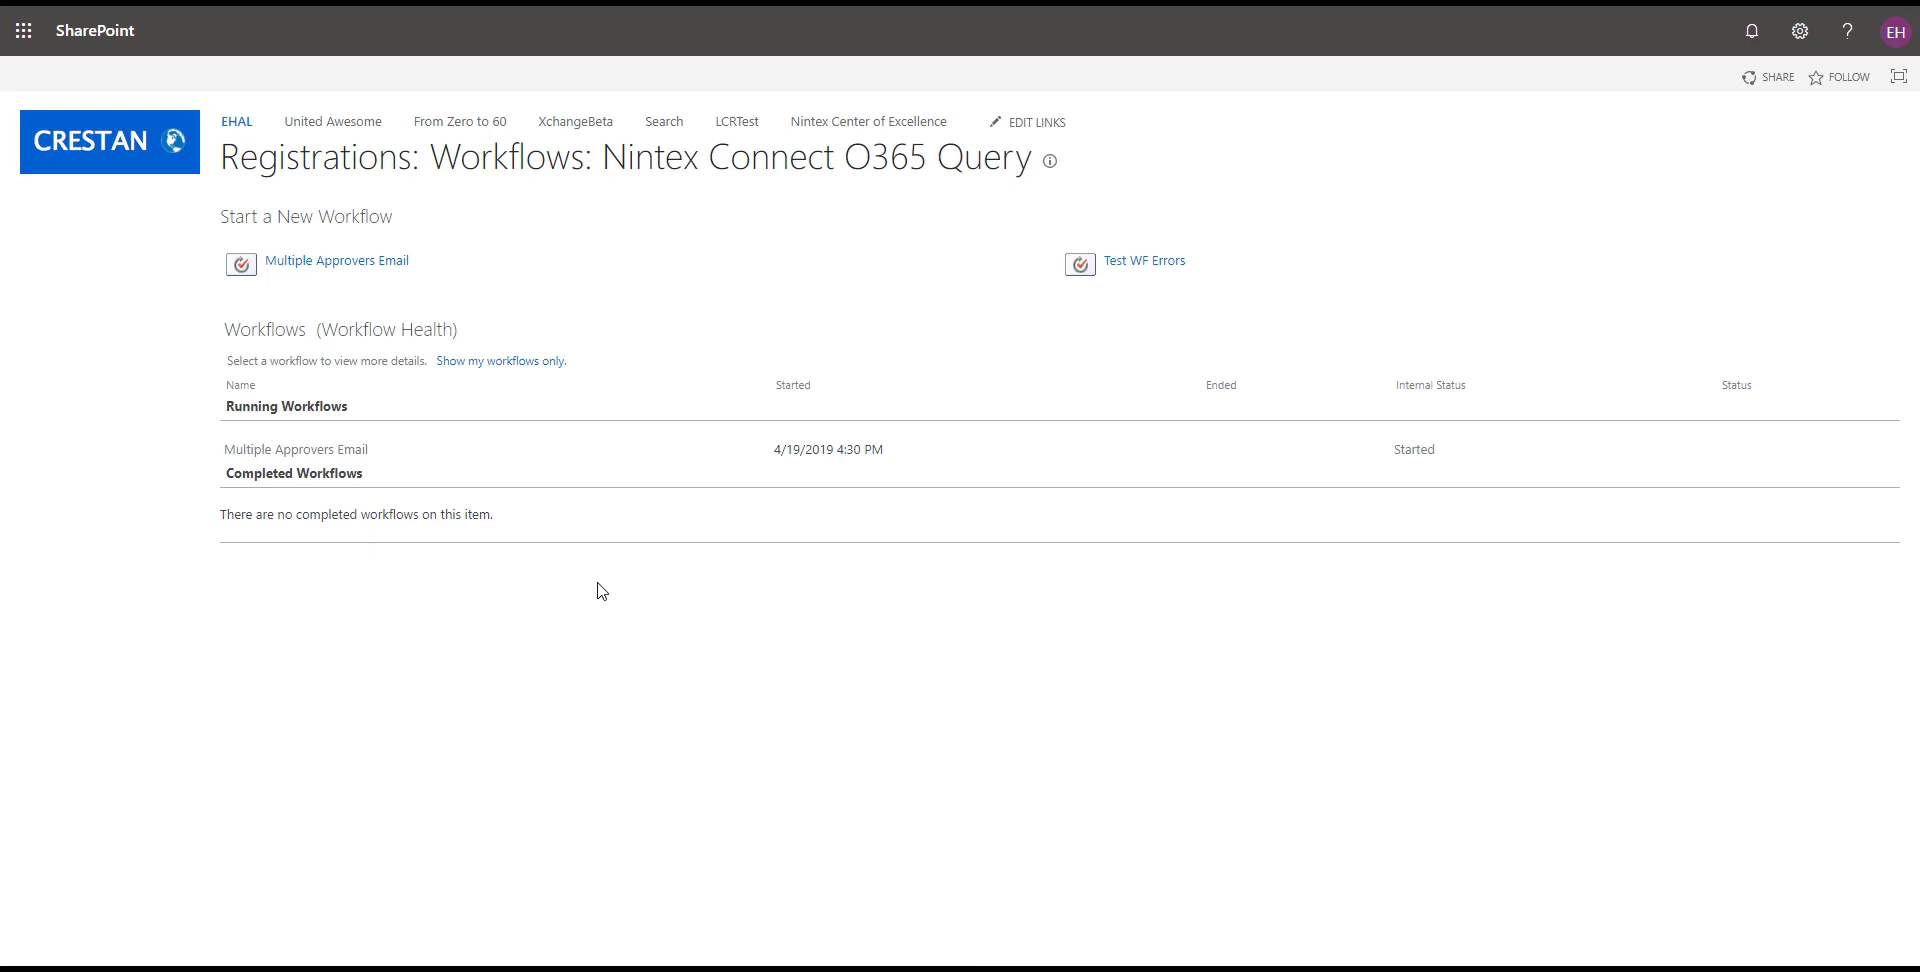 SharePoint
?
EH
SHARE FOLLOW
CRESTAN
EHAL United Awesome From Zero to 60 XchangeBeta Search LCRTest Nintex Center of Excellence EDIT LINKS
Registrations: Workflows: Nintex Connect O365 Query
Start a New Workflow
Multiple Approvers Email Test WF Errors
Workflows (Workflow Health)
Select a workflow to view more details. Show my workflows only.
Name Started Ended Internal Status Status
Running Workflows
Multiple Approvers Email 4/19/2019 4:30 PM Started
Completed Workflows
There are no completed workflows on this item.